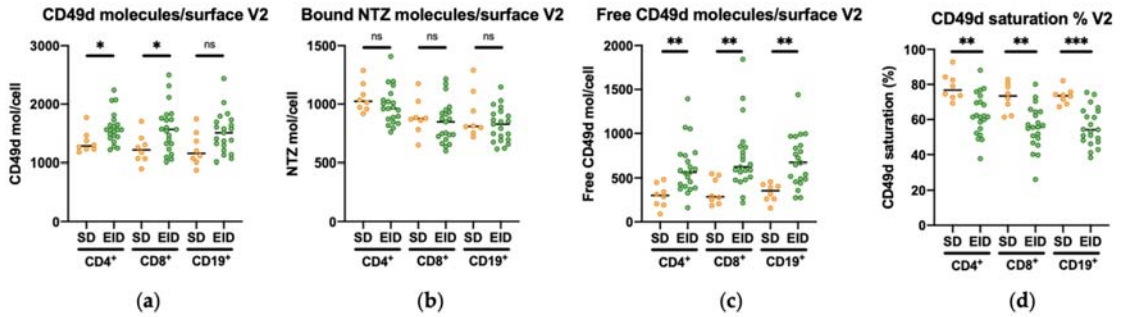 CD49d molecules/surface V2
CD49d mol/cell
3000
2000
1000
0
* * ns
SD EID SD EID SD EID
CD4⁺ CD8⁺ CD19⁺
(a)
Bound NTZ molecules/surface V2
NTZ mol/cell
1500
1000
500
0
ns ns ns
SD EID SD EID SD EID
CD4⁺ CD8⁺ CD19⁺
(b)
Free CD49d molecules/surface V2
Free CD49d mol/cell
2000
1500
1000
500
0
** ** **
SD EID SD EID SD EID
CD4⁺ CD8⁺ CD19⁺
(c)
CD49d saturation % V2
CD49d saturation (%)
100
80
60
40
20
0
** ** ***
SD EID SD EID SD EID
CD4⁺ CD8⁺ CD19⁺
(d)